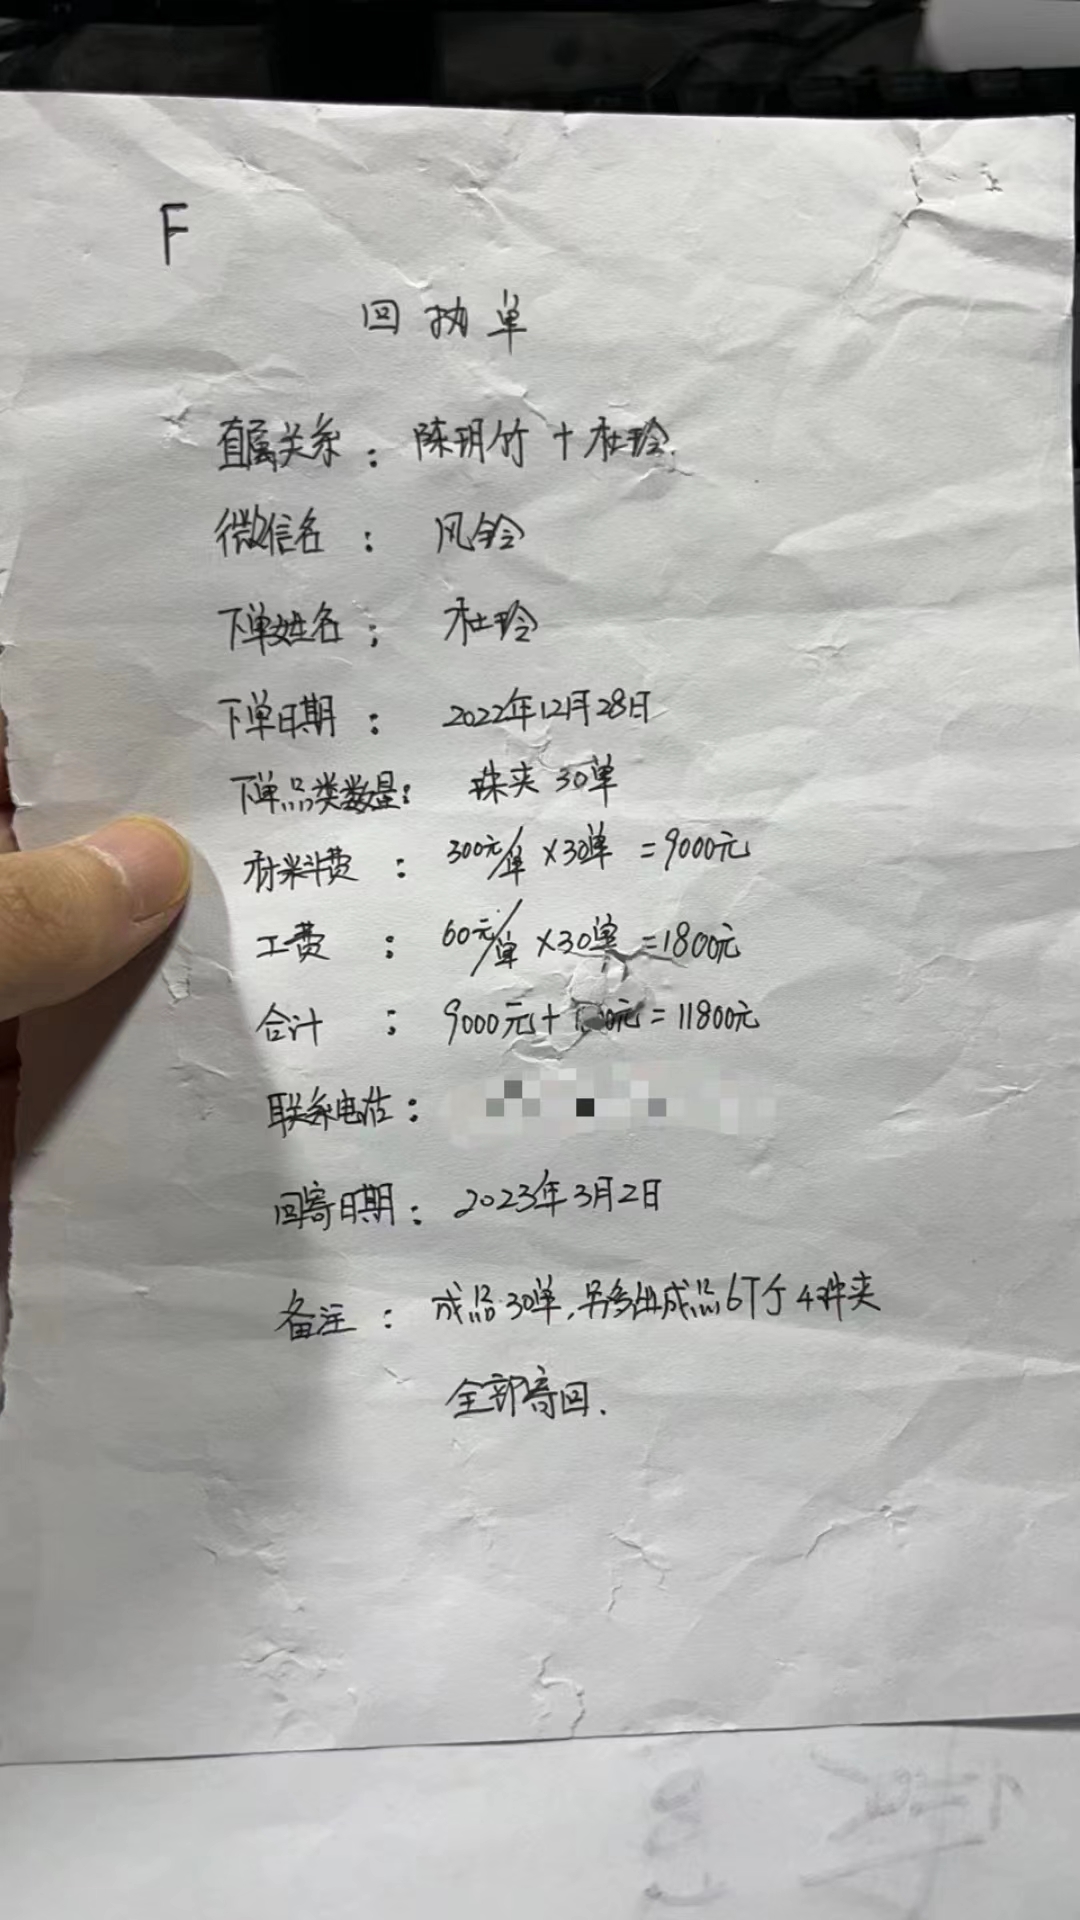 F
回执单
直属关系：陈玥竹+杜玲
微信名：风铃
下单姓名：杜玲
下单日期：2022年12月28日
下单品类数量：珠夹 30单
材料费：300元/单×30单=9000元
工费：60元/单×30单=1800元
合计：9000元+ 元=11800元
联系电话：
回寄日期：2023年3月2日
备注：成品30单，另多出成品6个4珠夹
全部寄回.